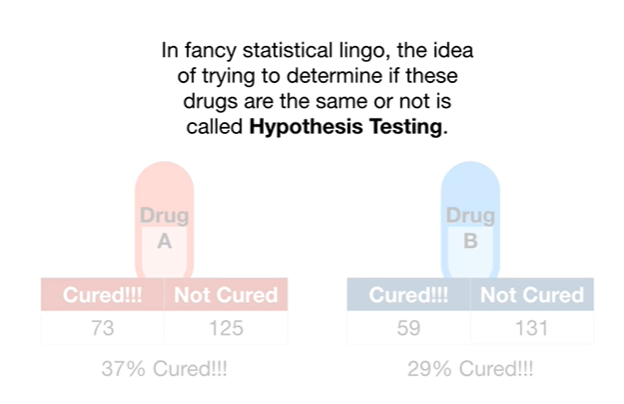 In fancy statistical lingo, the idea
of trying to determine if these
drugs are the same or not is
called Hypothesis Testing.
Drug
A
Drug
B
Cured!!! Not Cured
73 125
37% Cured!!!
Cured!!! Not Cured
59 131
29% Cured!!!